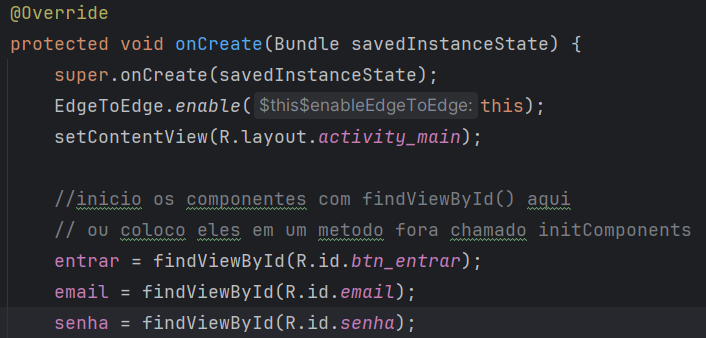 @Override
protected void onCreate(Bundle savedInstanceState) {
super.onCreate(savedInstanceState);
EdgeToEdge.enable( $this$enableEdgeToEdge: this);
setContentView(R.layout.activity_main);
//inicio os componentes com findViewById() aqui
// ou coloco eles em um metodo fora chamado initComponents
entrar = findViewById(R.id.btn_entrar);
email = findViewById(R.id.email);
senha = findViewById(R.id.senha);